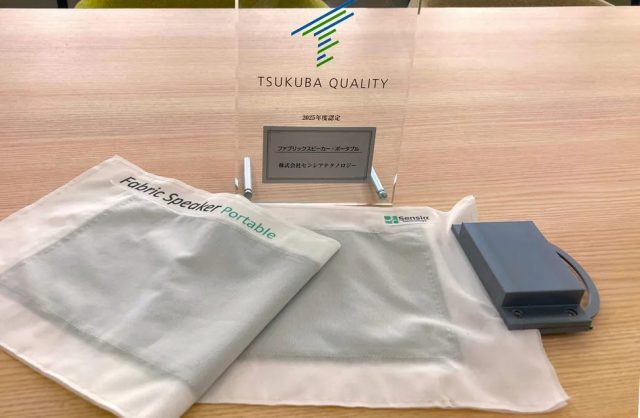 TSUKUBA QUALITY
2025年度認定
ファブリックスピーカー・ポータブル
株式会社センシアテクノロジー
Fabric Speaker Portable
Sensia